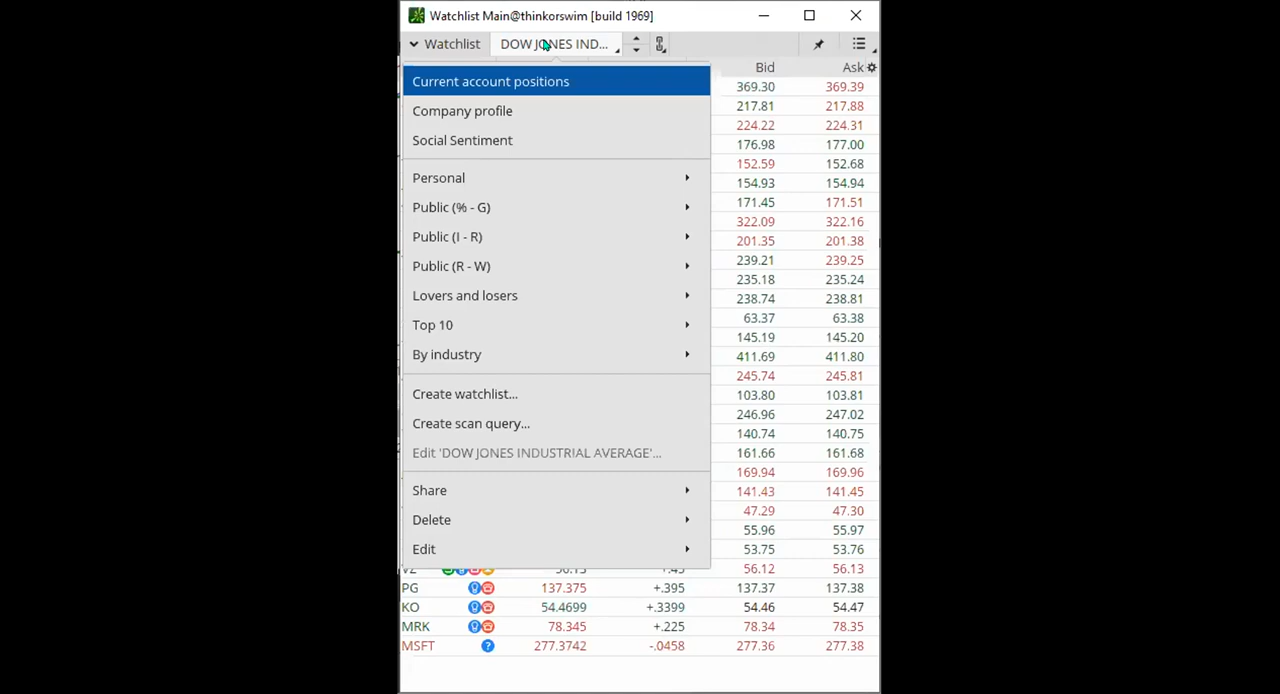 Watchlist Main@thinkorswim [build 1969]
Watchlist DOW JONES IND...
Bid Ask
Current account positions 369.30 369.39
Company profile 217.81 217.88
224.22 224.31
Social Sentiment 176.98 177.00
152.59 152.68
Personal 154.93 154.94
Public (% - G) 171.45 171.51
322.09 322.16
Public (I - R) 201.35 201.38
Public (R - W) 239.21 239.25
235.18 235.24
Lovers and losers 238.74 238.81
Top 10 63.37 63.38
145.19 145.20
By industry 411.69 411.80
245.74 245.81
Create watchlist... 103.80 103.81
Create scan query... 246.96 247.02
140.74 140.75
Edit 'DOW JONES INDUSTRIAL AVERAGE'... 161.66 161.68
169.94 169.96
Share 141.43 141.45
Delete 47.29 47.30
55.96 55.97
Edit 53.75 53.76
VZ 56.13 +.45 56.12 56.13
PG 137.375 +.395 137.37 137.38
KO 54.4699 +.3399 54.46 54.47
MRK 78.345 +.225 78.34 78.35
MSFT ? 277.3742 -.0458 277.36 277.38